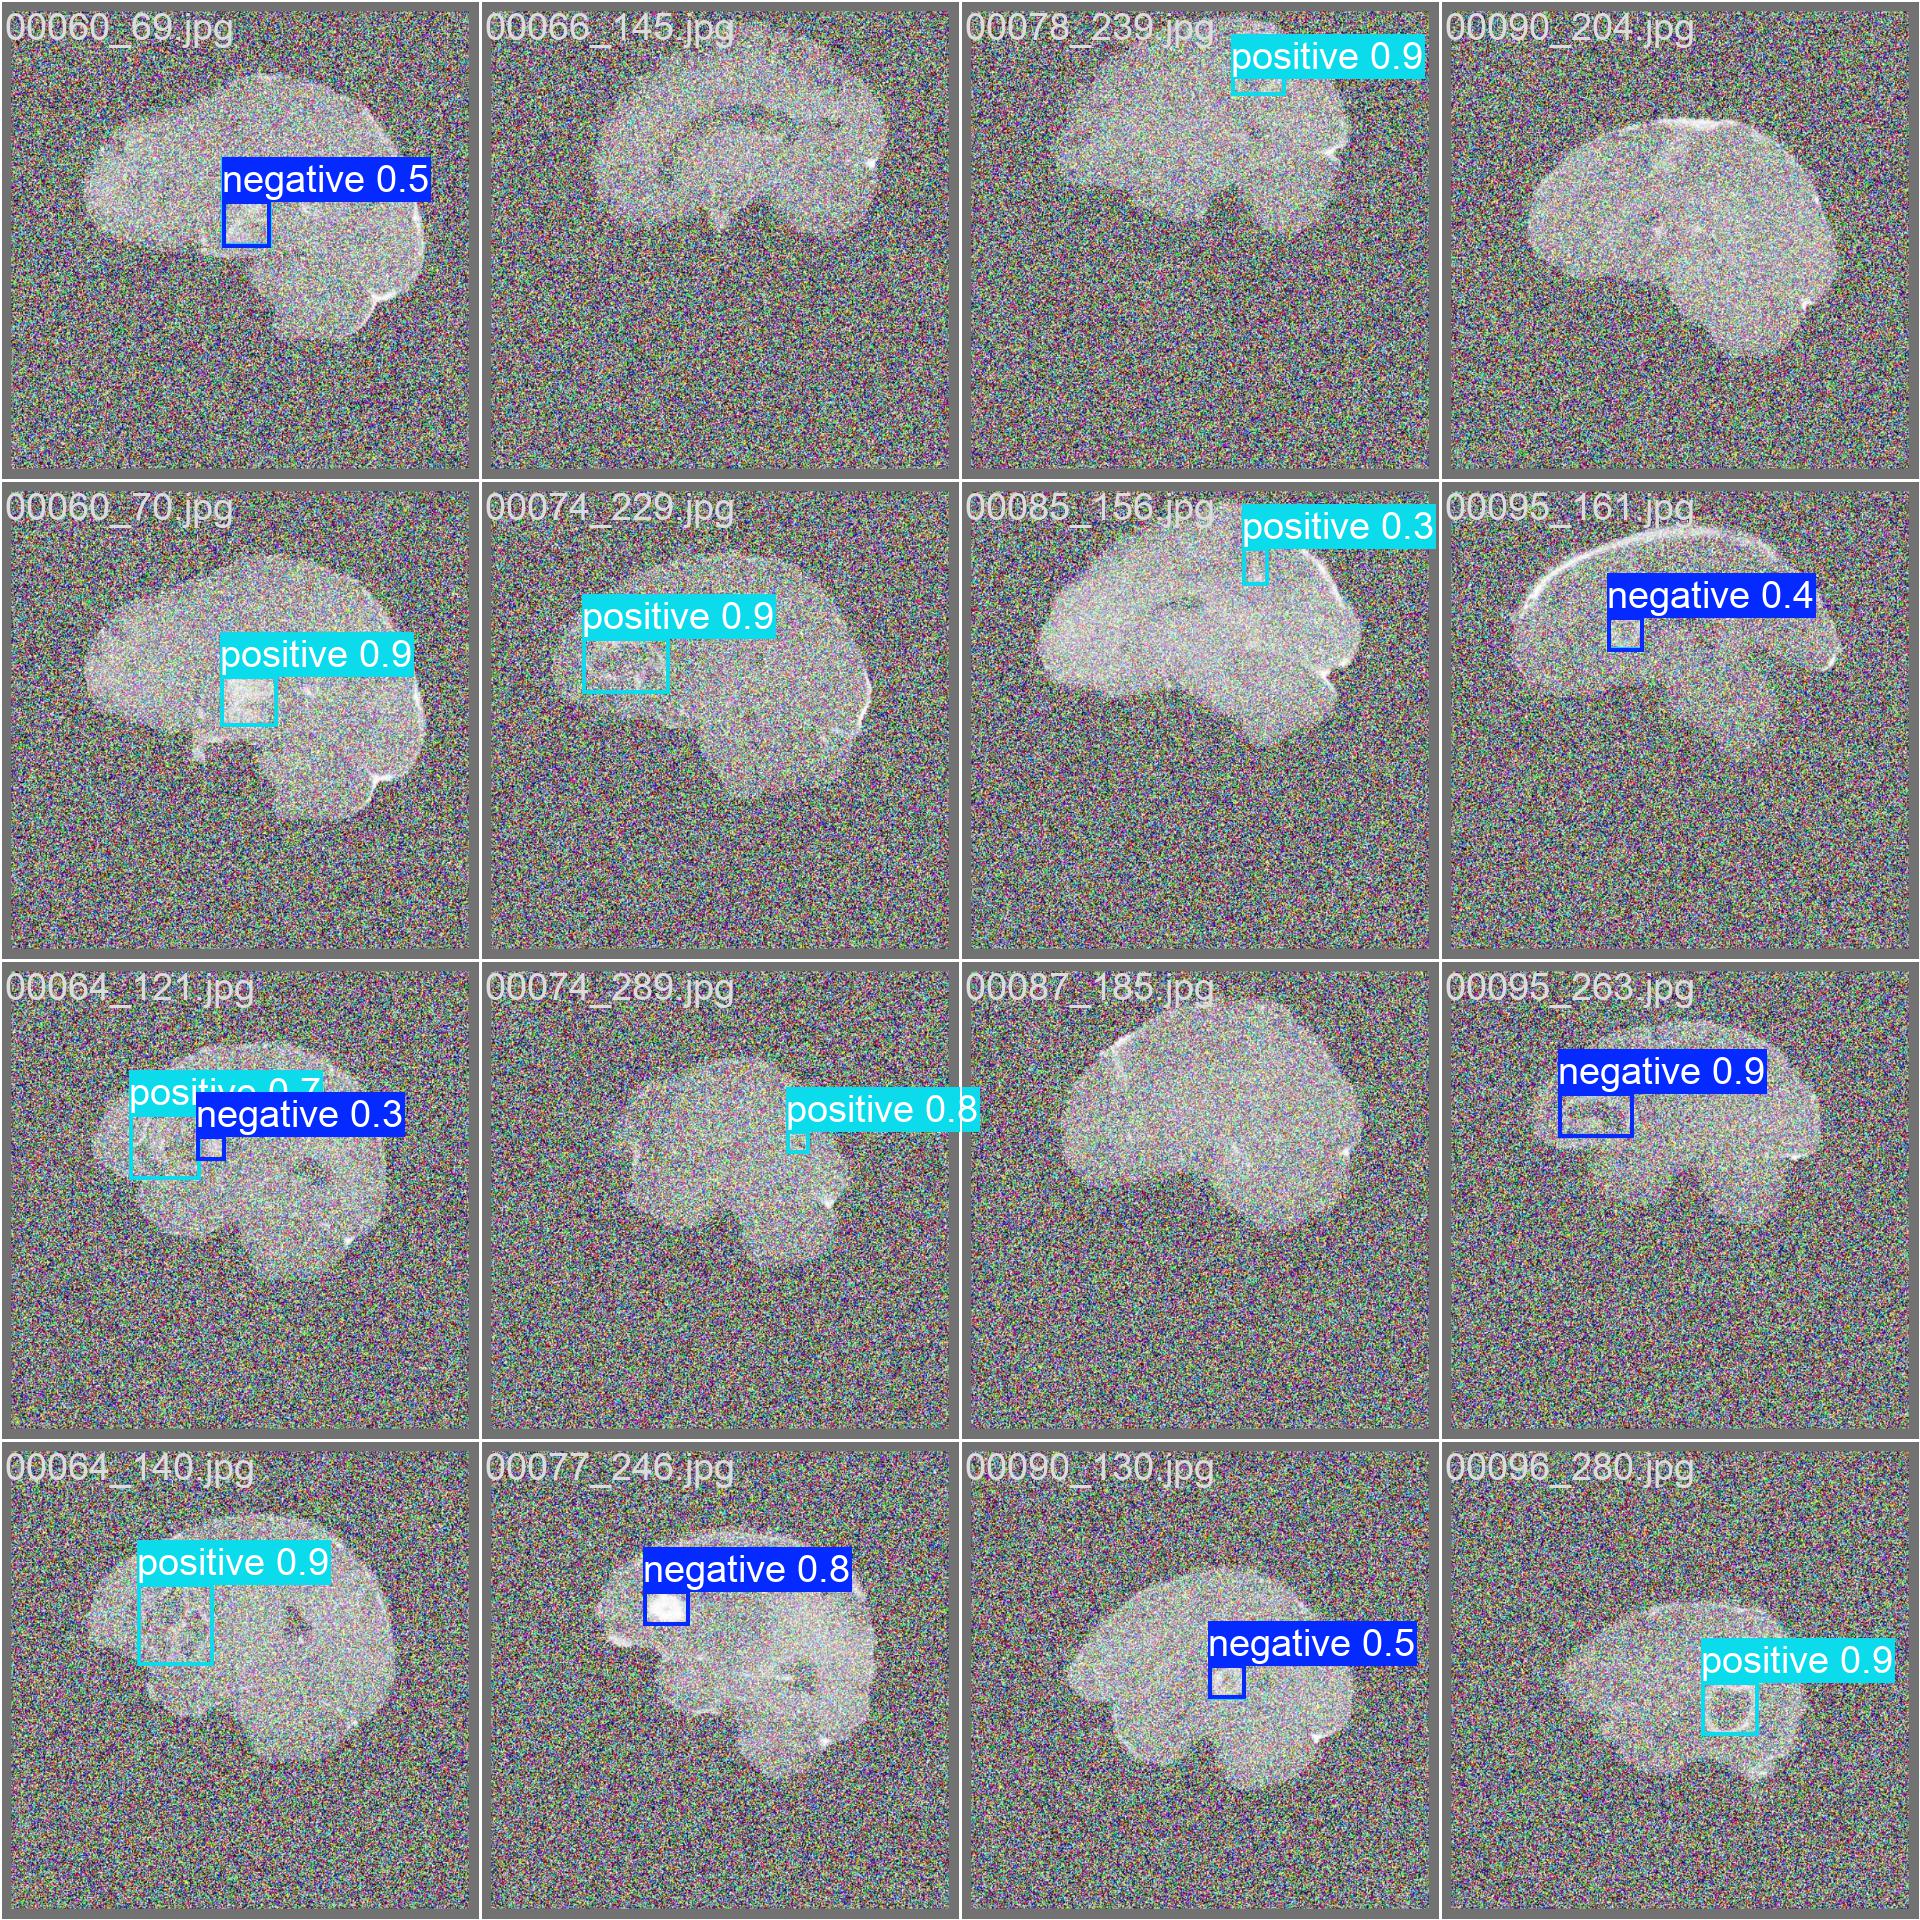 00060_69.jpg
negative 0.5
00066_145.jpg
00078_239.jpg
positive 0.9
00090_204.jpg
00060_70.jpg
positive 0.9
00074_229.jpg
positive 0.9
00085_156.jpg
positive 0.3
00095_161.jpg
negative 0.4
00064_121.jpg
positive 0.7
negative 0.3
00074_289.jpg
positive 0.8
00087_185.jpg
00095_263.jpg
negative 0.9
00064_140.jpg
positive 0.9
00077_246.jpg
negative 0.8
00090_130.jpg
negative 0.5
00096_280.jpg
positive 0.9